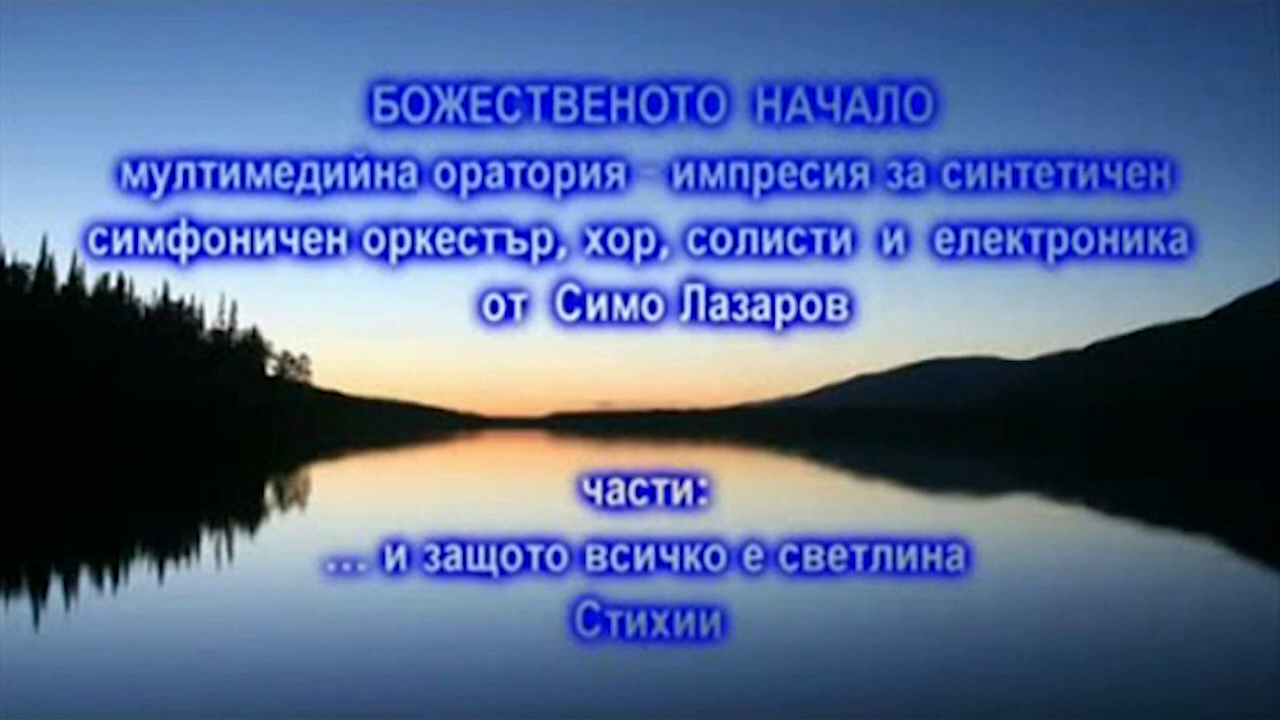 БОЖЕСТВЕНОТО НАЧАЛО
мултимедийна оратория - импресия за синтетичен
симфоничен оркестър, хор, солисти и електроника
от Симо Лазаров
части:
... и защото всичко е светлина
Стихии